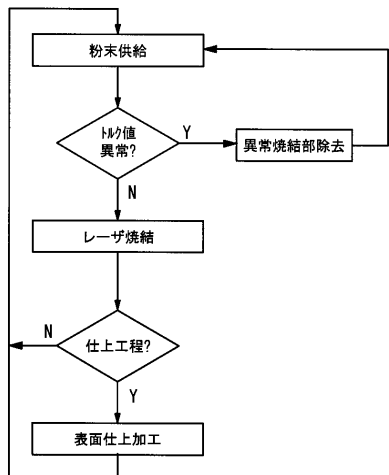 粉末供給
トルク値
異常?
Y
異常焼結部除去
N
レーザ焼結
N
仕上工程?
Y
表面仕上加工